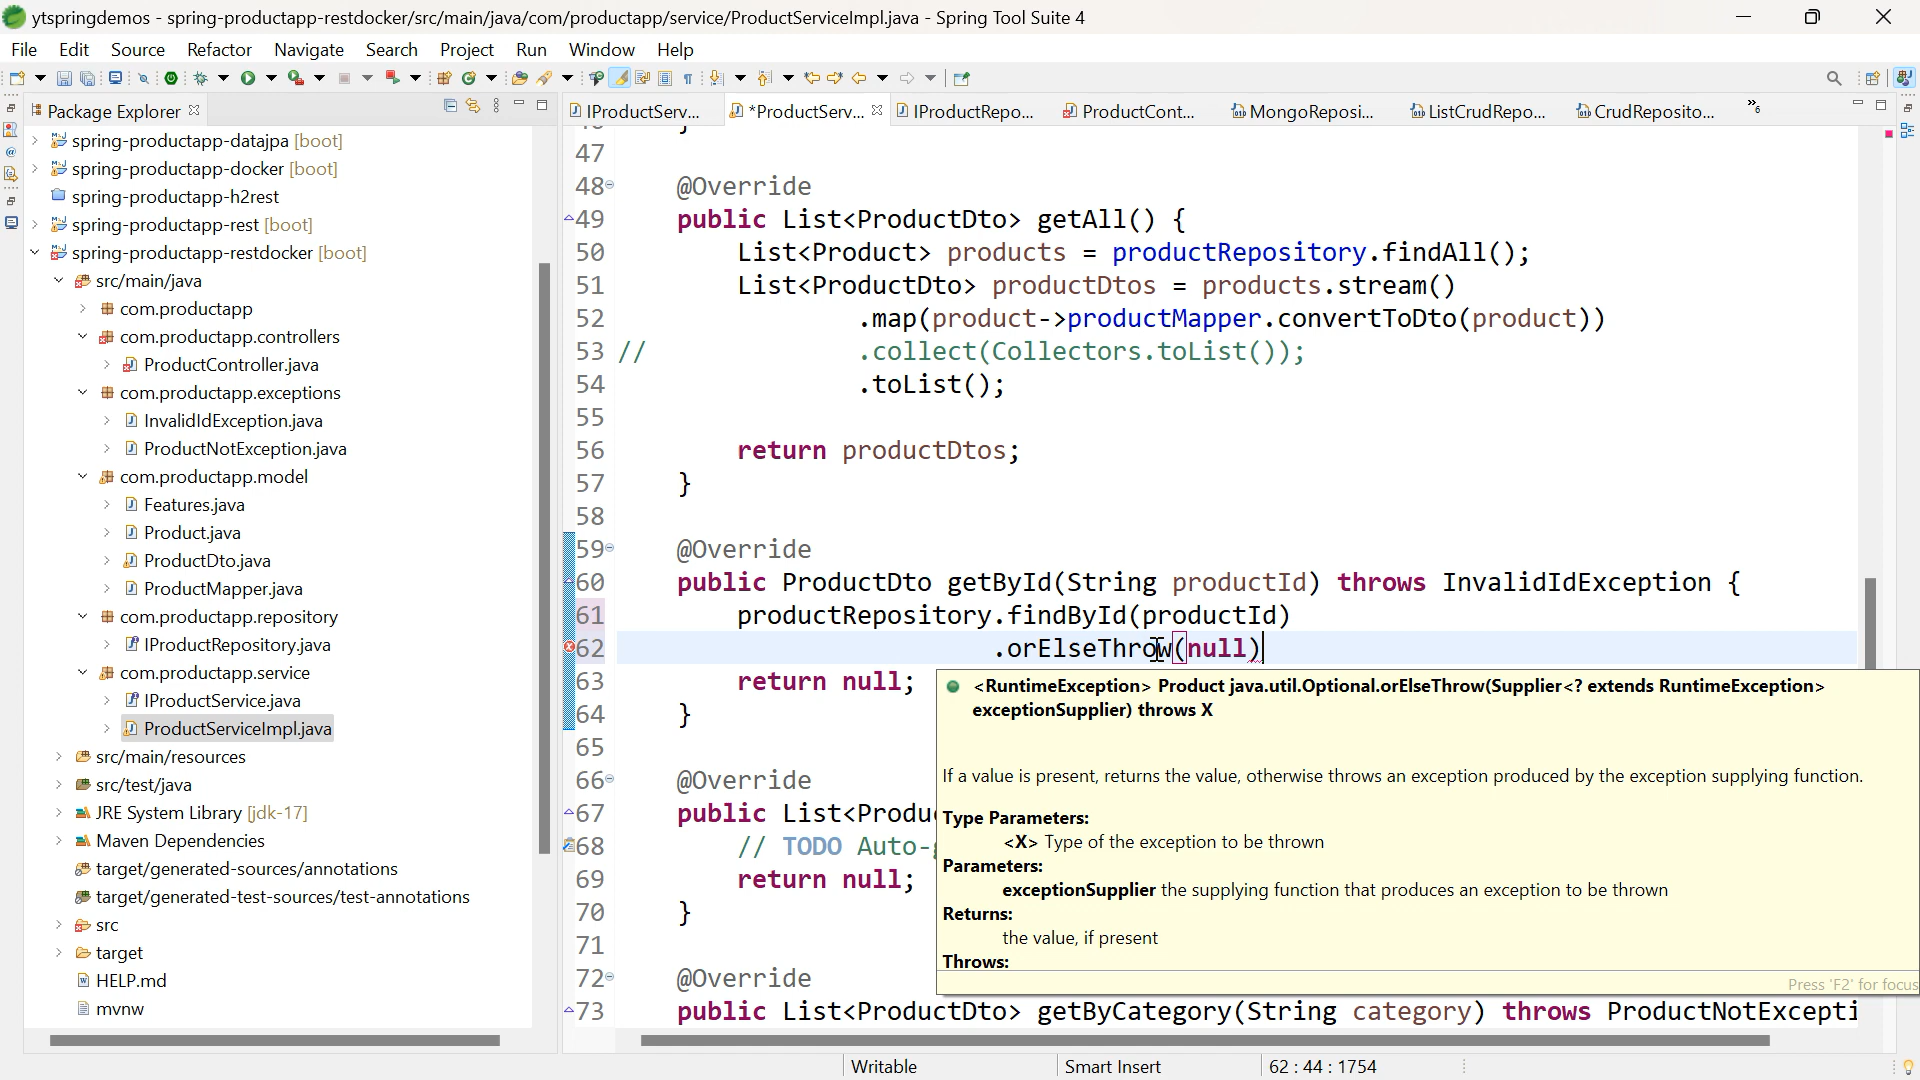 ytspringdemos - spring-productapp-restdocker/src/main/java/com/productapp/service/ProductServiceImpl.java - Spring Tool Suite 4
File Edit Source Refactor Navigate Search Project Run Window Help
Package Explorer
IProductServ... *ProductServ... IProductRepo... ProductCont... MongoReposi... ListCrudRepo... CrudReposito... »6
spring-productapp-datajpa [boot]
spring-productapp-docker [boot]
spring-productapp-h2rest
spring-productapp-rest [boot]
spring-productapp-restdocker [boot]
src/main/java
com.productapp
com.productapp.controllers
ProductController.java
com.productapp.exceptions
InvalidIdException.java
ProductNotException.java
com.productapp.model
Features.java
Product.java
ProductDto.java
ProductMapper.java
com.productapp.repository
IProductRepository.java
com.productapp.service
IProductService.java
ProductServiceImpl.java
src/main/resources
src/test/java
JRE System Library [jdk-17]
Maven Dependencies
target/generated-sources/annotations
target/generated-test-sources/test-annotations
src
target
HELP.md
mvnw
}
47
48 @Override
49 public List<ProductDto> getAll() {
50 List<Product> products = productRepository.findAll();
51 List<ProductDto> productDtos = products.stream()
52 .map(product->productMapper.convertToDto(product))
53 // .collect(Collectors.toList());
54 .toList();
55
56 return productDtos;
57 }
58
59 @Override
60 public ProductDto getById(String productId) throws InvalidIdException {
61 productRepository.findById(productId)
62 .orElseThrow(null)
63 return null;
64 }
65
66 @Override
67 public List<Produ
68 // TODO Auto-
69 return null;
70 }
71
72 @Override
73 public List<ProductDto> getByCategory(String category) throws ProductNotExcepti
<RuntimeException> Product java.util.Optional.orElseThrow(Supplier<? extends RuntimeException>
exceptionSupplier) throws X
If a value is present, returns the value, otherwise throws an exception produced by the exception supplying function.
Type Parameters:
<X> Type of the exception to be thrown
Parameters:
exceptionSupplier the supplying function that produces an exception to be thrown
Returns:
the value, if present
Throws:
Press 'F2' for focus
Writable Smart Insert 62 : 44 : 1754